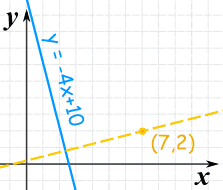 y
y = -4x+10
(7,2)
x